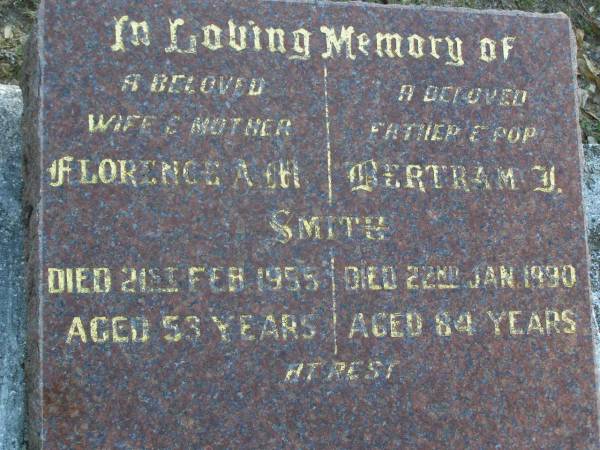 In Loving Memory of
A BELOVED
WIFE & MOTHER
FLORENCE A.M.
A BELOVED
FATHER & POP
BERTRAM J.
SMITH
DIED 21ST FEB. 1955
AGED 53 YEARS
DIED 22ND JAN. 1990
AGED 84 YEARS
AT REST